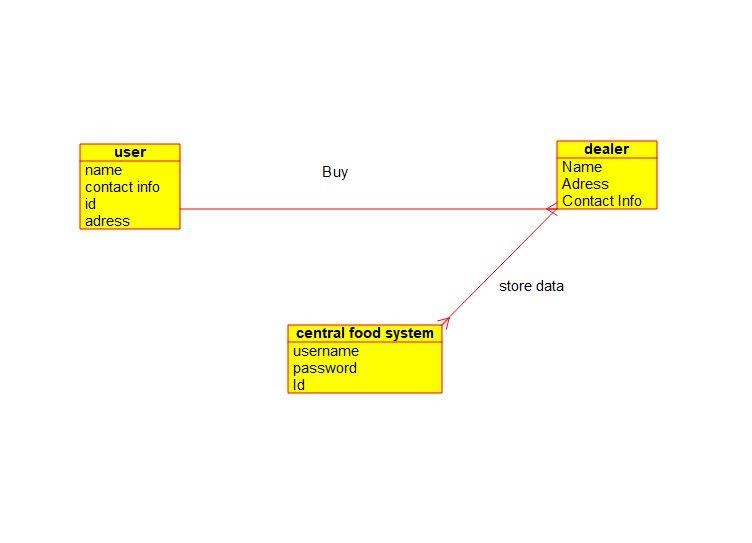 user
name
contact info
id
adress
Buy
dealer
Name
Adress
Contact Info
store data
central food system
username
password
Id